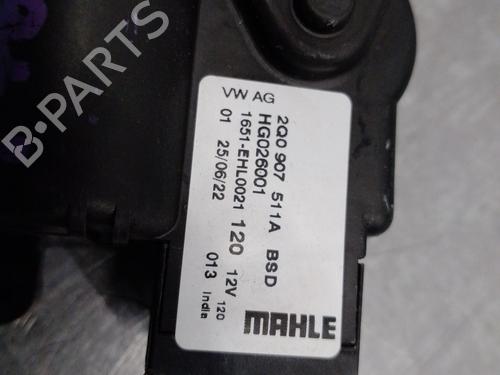 B-PARTS
VW AG
2Q0 907 511A BSD
HG026001
1651-EHL0021 120 12V 120
01 25/06/22 013 India
MAHLE